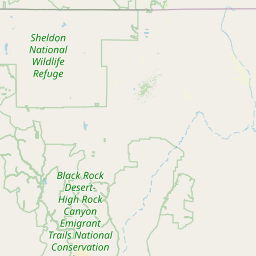 Sheldon
National
Wildlife
Refuge
Black Rock
Desert-
High Rock
Canyon
Emigrant
Trails National
Conservation